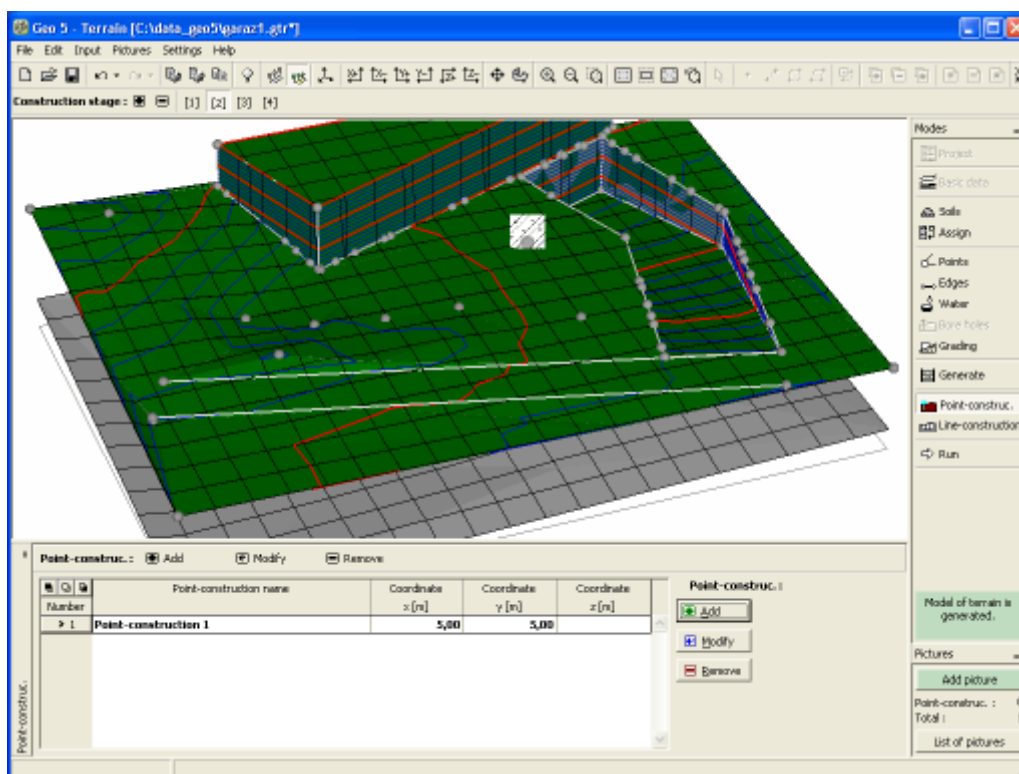 Geo 5 - Terrain [C:\data_geo5\garaz1.gtr*]
File Edit Input Pictures Settings Help
Construction stage : [1] [2] [3] [4]
Modes
Project
Basic data
Soils
Assign
Points
Edges
Water
Bore holes
Grading
Generate
Point-construc.
Line-construction
Run
Model of terrain is
generated.
Pictures
Add picture
Point-construc. :
Total :
List of pictures
Point-construc. : Add Modify Remove
Number Point-construction name Coordinate x [m] Coordinate y [m] Coordinate z [m]
1 Point-construction 1 5,00 5,00
Point-construc. :
Add
Modify
Remove
Point-construc.